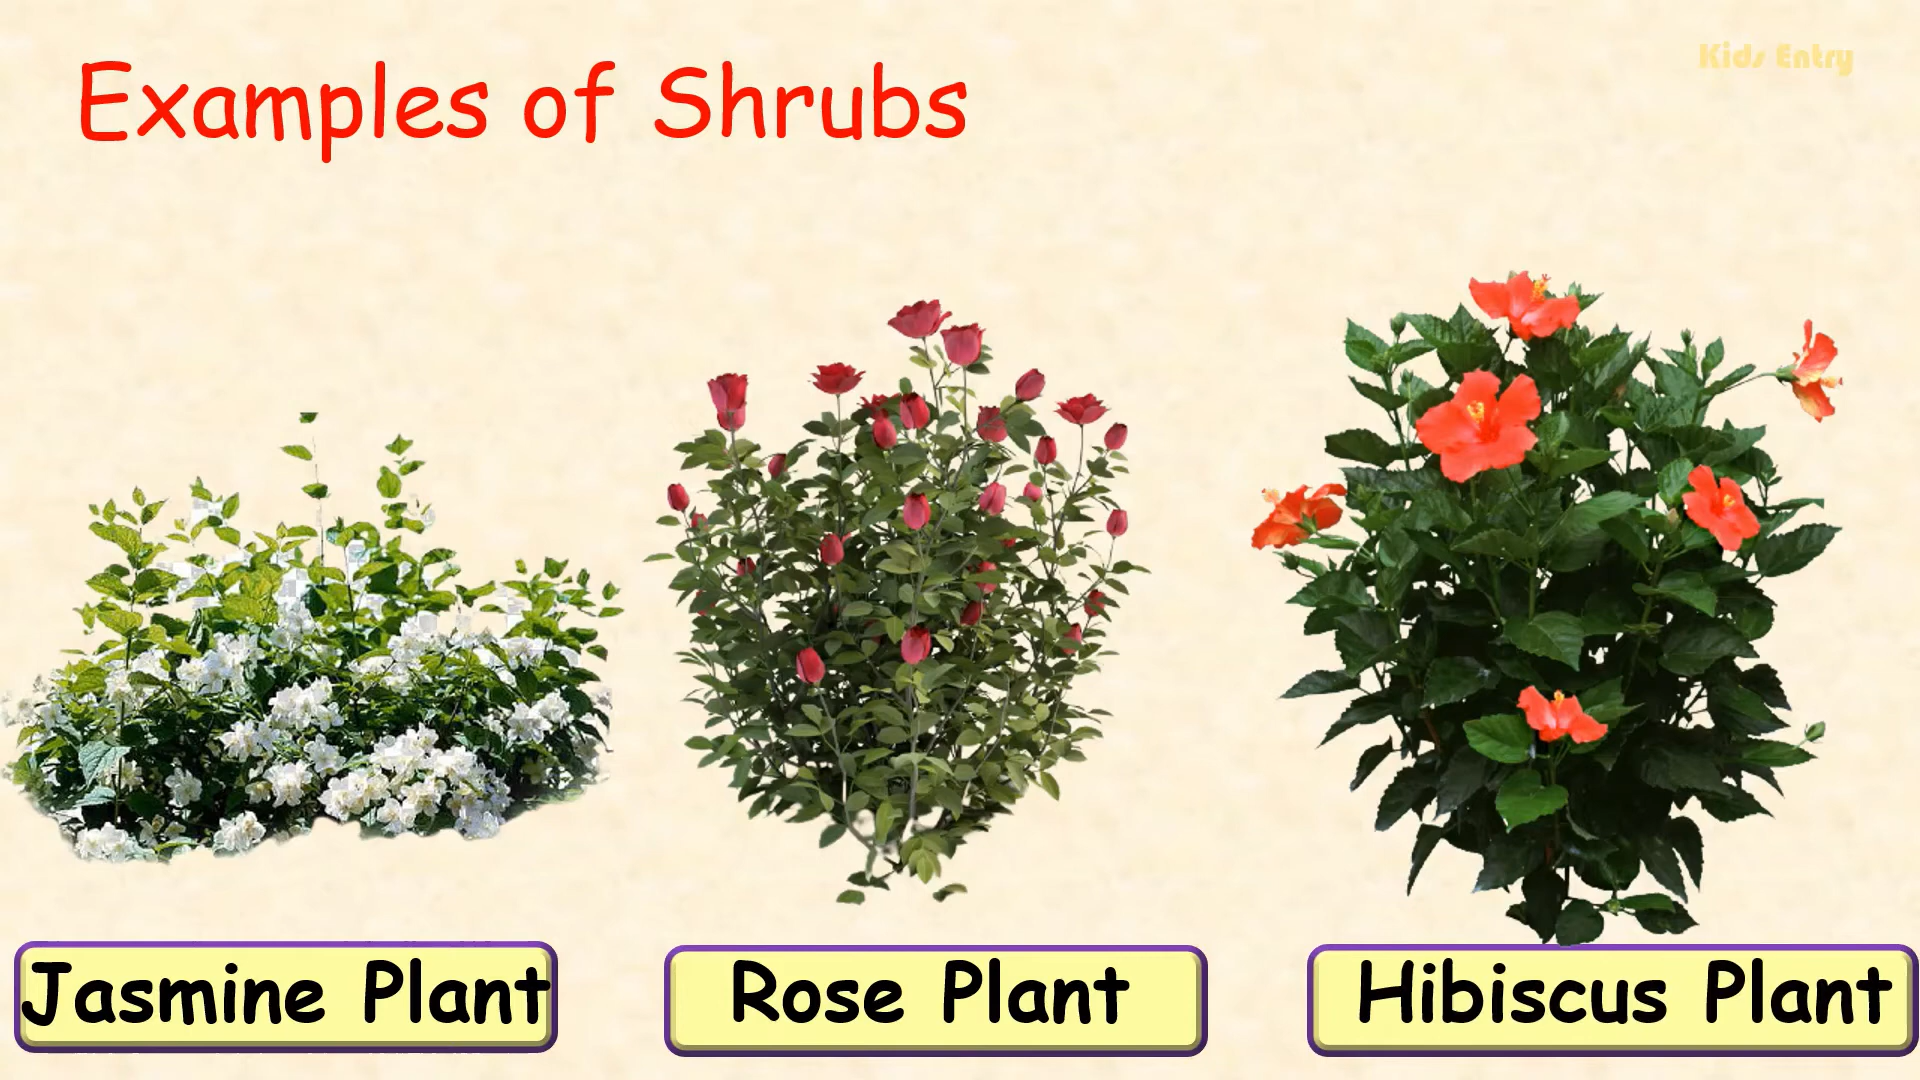 Kids Entry
Examples of Shrubs
Jasmine Plant
Rose Plant
Hibiscus Plant